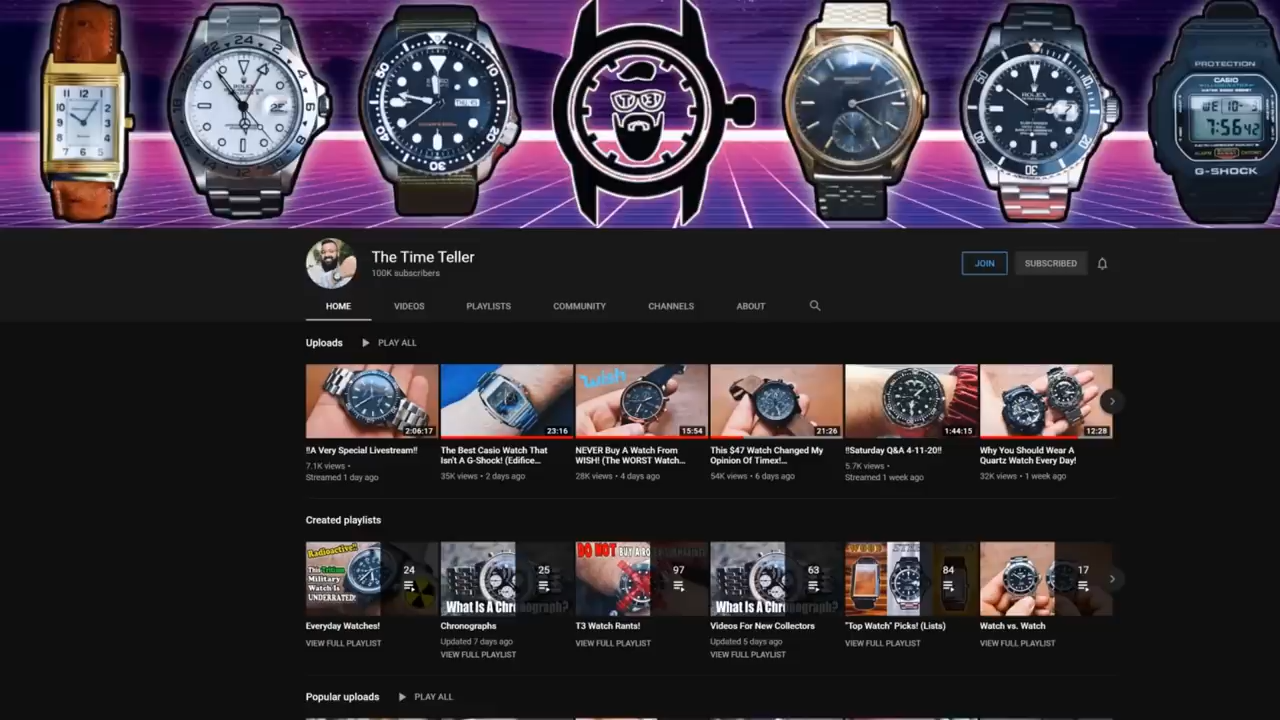 ROLEX
PROTECTION
CASIO
WE 10-3
7:56 42
G-SHOCK
T3
The Time Teller
100K subscribers
JOIN
SUBSCRIBED
HOME
VIDEOS
PLAYLISTS
COMMUNITY
CHANNELS
ABOUT
Uploads
PLAY ALL
2:06:17
wish
23:16
15:54
21:26
1:44:15
12:28
!!A Very Special Livestream!!
7.1K views •
Streamed 1 day ago
The Best Casio Watch That
Isn't A G-Shock! (Edifice...
35K views • 2 days ago
NEVER Buy A Watch From
WISH! (The WORST Watch...
28K views • 4 days ago
This $47 Watch Changed My
Opinion Of Timex!...
54K views • 6 days ago
!!Saturday Q&A 4-11-20!!
5.7K views •
Streamed 1 week ago
Why You Should Wear A
Quartz Watch Every Day!
32K views • 1 week ago
Created playlists
Radioactive!!
This Tritium
Military
Watch Is
UNDERRATED!
24
What Is A Chronograph?
25
DO NOT BUY A RO
97
What Is A Chronograph?
63
84
17
Everyday Watches!
VIEW FULL PLAYLIST
Chronographs
Updated 7 days ago
VIEW FULL PLAYLIST
T3 Watch Rants!
VIEW FULL PLAYLIST
Videos For New Collectors
Updated 5 days ago
VIEW FULL PLAYLIST
"Top Watch" Picks! (Lists)
VIEW FULL PLAYLIST
Watch vs. Watch
VIEW FULL PLAYLIST
Popular uploads
PLAY ALL